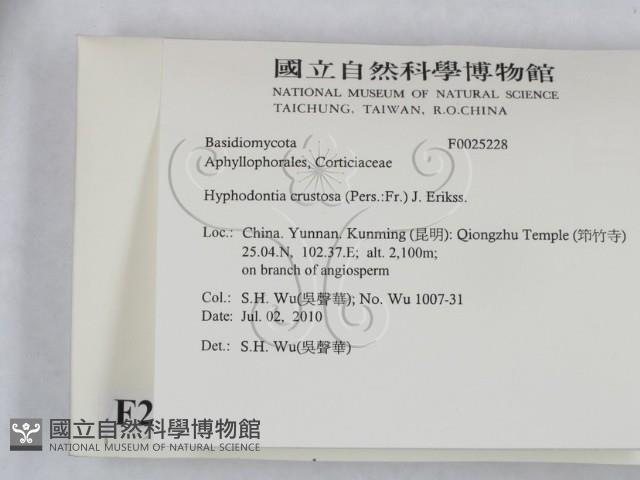 國立自然科學博物館
NATIONAL MUSEUM OF NATURAL SCIENCE
TAICHUNG, TAIWAN, R.O.CHINA
Basidiomycota F0025228
Aphyllophorales, Corticiaceae
Hyphodontia crustosa (Pers.:Fr.) J. Erikss.
Loc.: China. Yunnan. Kunming (昆明): Qiongzhu Temple (筇竹寺)
25.04.N, 102.37.E; alt. 2,100m;
on branch of angiosperm
Col.: S.H. Wu(吳聲華); No. Wu 1007-31
Date: Jul. 02, 2010
Det.: S.H. Wu(吳聲華)
F2
國立自然科學博物館
NATIONAL MUSEUM OF NATURAL SCIENCE